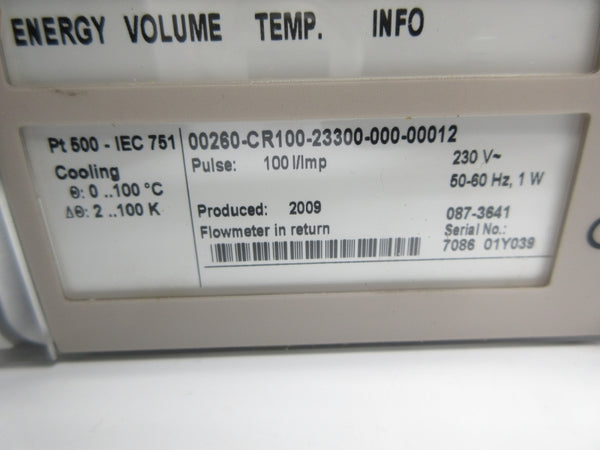 ENERGY VOLUME TEMP. INFO
Pt 500 - IEC 751
Cooling
Θ: 0 ..100 °C
ΔΘ: 2 ..100 K
00260-CR100-23300-000-00012
Pulse: 100 l/Imp
230 V~
50-60 Hz, 1 W
Produced: 2009
087-3641
Flowmeter in return
Serial No.:
7086 01Y039